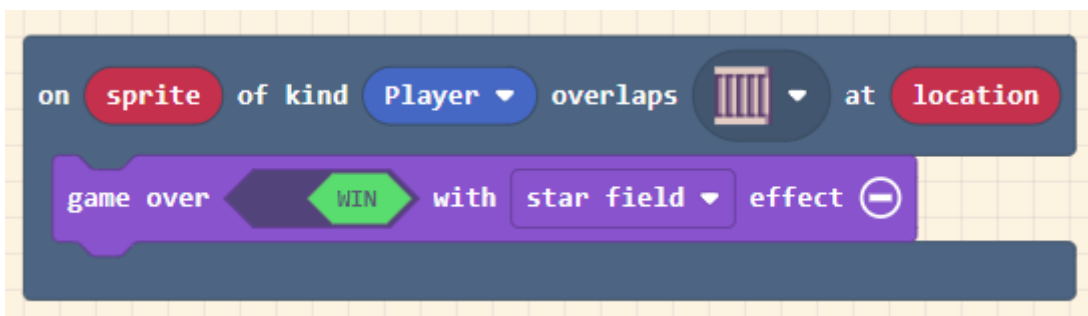 on sprite of kind Player overlaps at location
game over WIN with star field effect